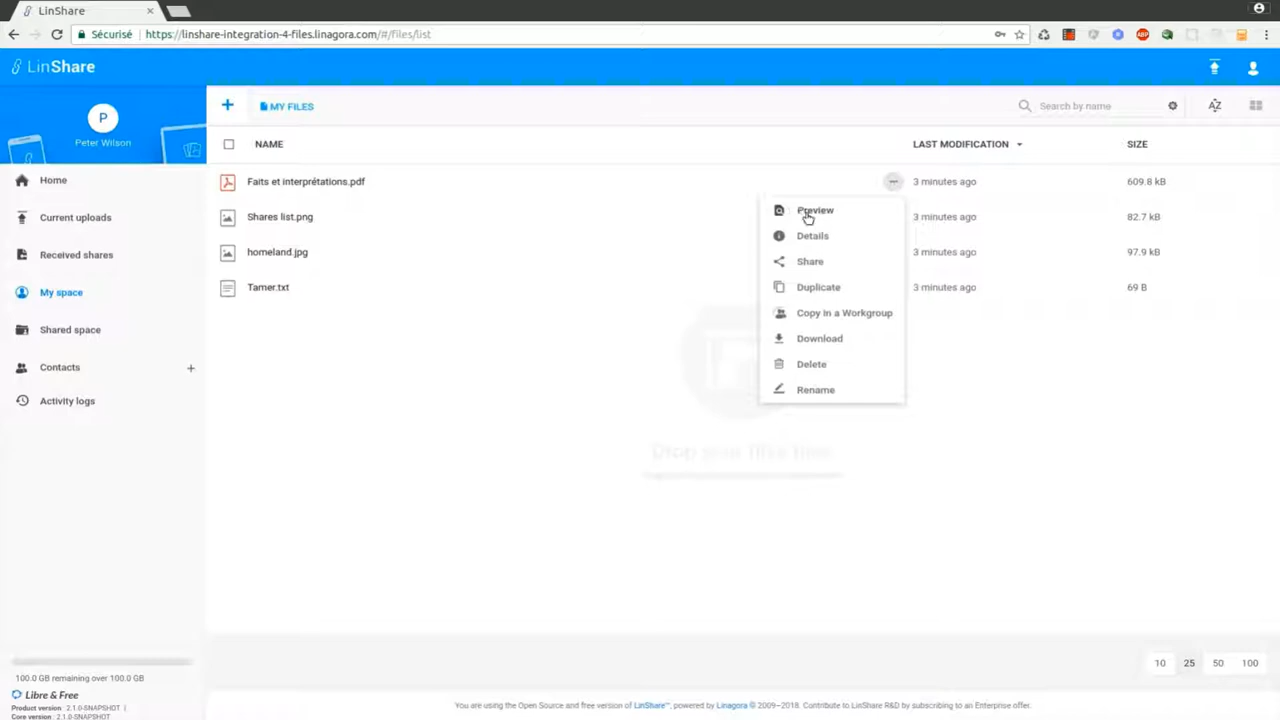 LinShare
Sécurisé https://linshare-integration-4-files.linagora.com/#/files/list
LinShare
P
Peter Wilson
MY FILES
Search by name
NAME
LAST MODIFICATION
SIZE
Home
Current uploads
Received shares
My space
Shared space
Contacts
Activity logs
Faits et interprétations.pdf
3 minutes ago
609.8 kB
Shares list.png
3 minutes ago
82.7 kB
homeland.jpg
3 minutes ago
97.9 kB
Tamer.txt
3 minutes ago
69 B
Preview
Details
Share
Duplicate
Copy in a Workgroup
Download
Delete
Rename
Drop your files here
10 25 50 100
100.0 GB remaining over 100.0 GB
Libre & Free
Product version : 2.1.0-SNAPSHOT |
Core version : 2.1.0-SNAPSHOT
You are using the Open Source and free version of LinShare™, powered by Linagora © 2009–2018. Contribute to LinShare R&D by subscribing to an Enterprise offer.